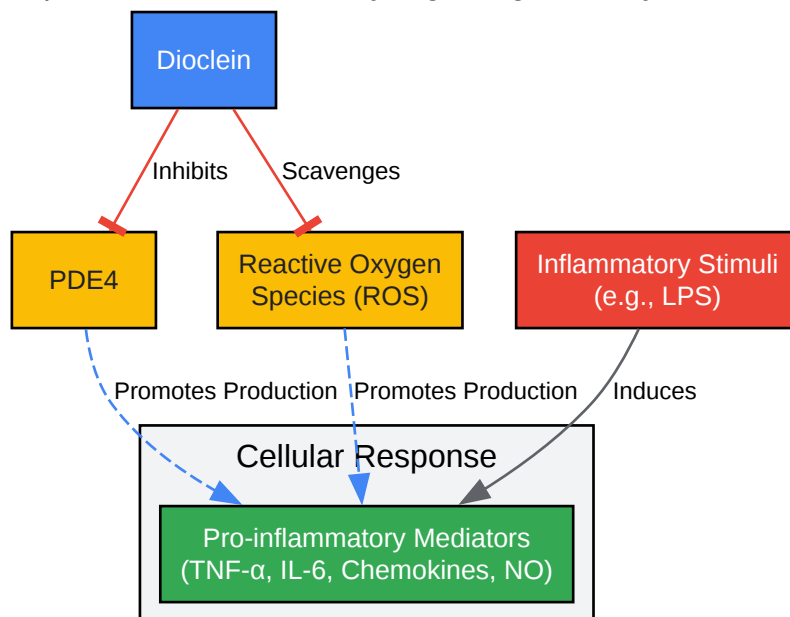 Dioclein
Inhibits
Scavenges
PDE4
Reactive Oxygen
Species (ROS)
Inflammatory Stimuli
(e.g., LPS)
Promotes Production
Promotes Production
Induces
Cellular Response
Pro-inflammatory Mediators
(TNF-α, IL-6, Chemokines, NO)